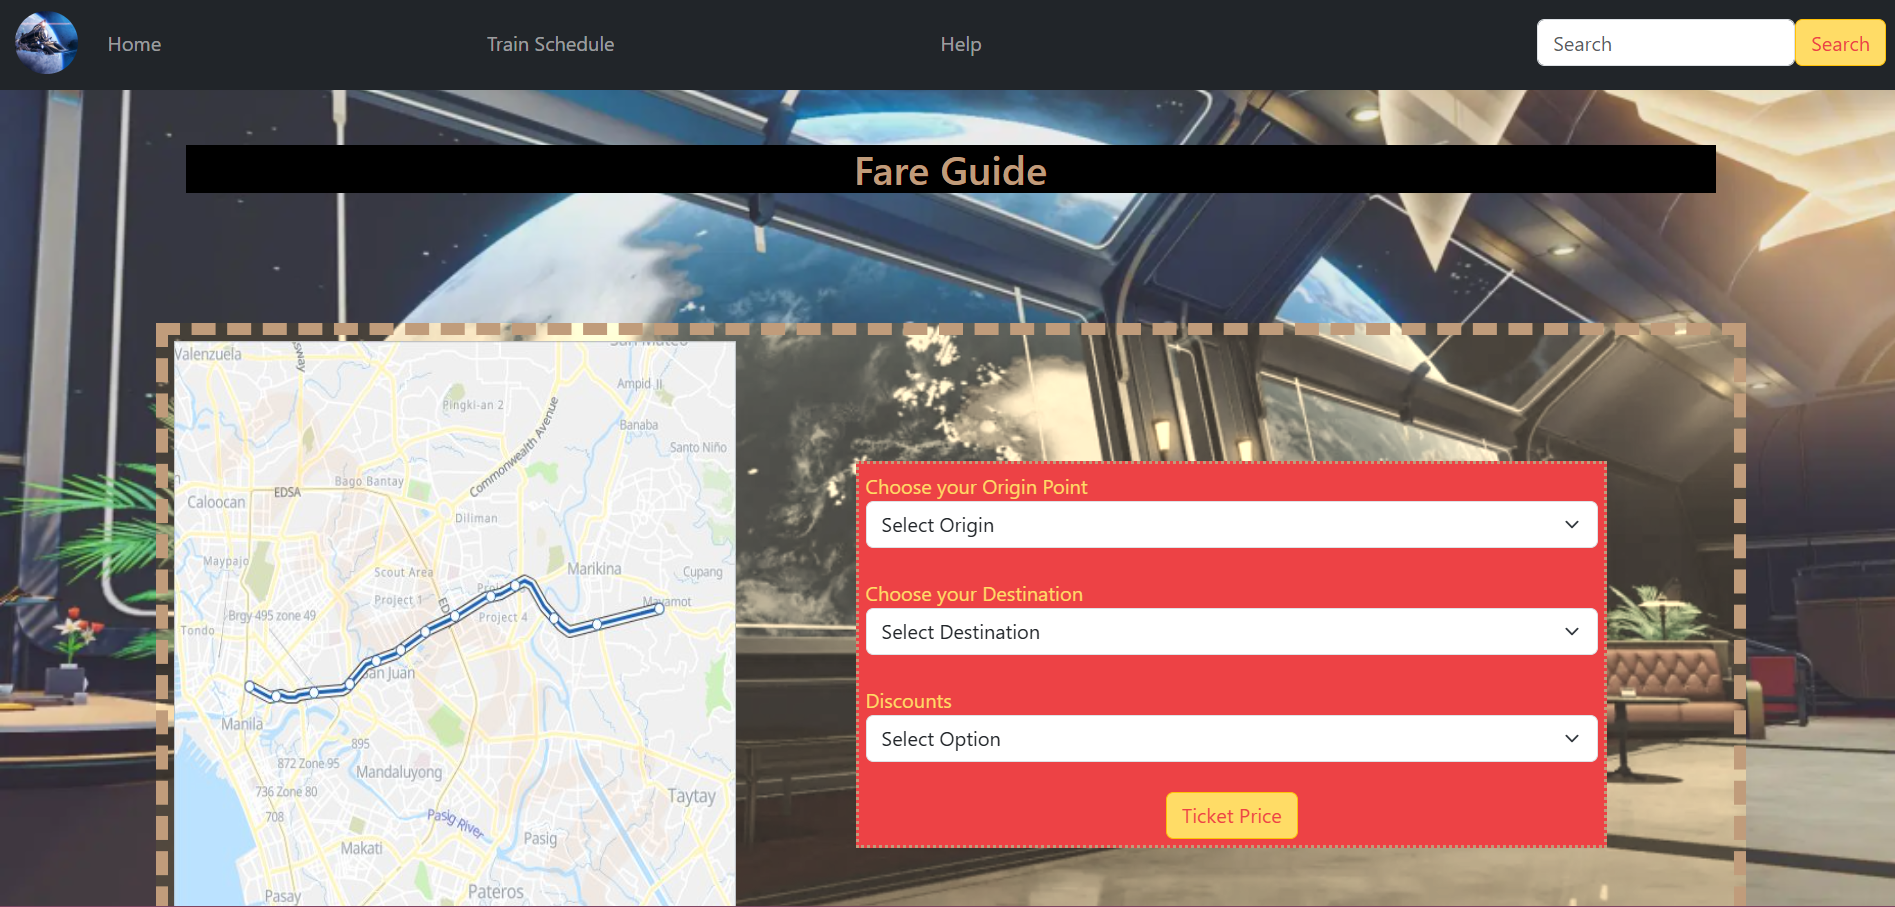 Home
Train Schedule
Help
Search
Search
Fare Guide
Valenzuela
San Mateo
Ampid II
Pingki-an 2
Commonwealth Avenue
Banaba
Santo Niño
Bago Bantay
EDSA
Caloocan
Diliman
Maypajo
Scout Area
Marikina
Cupang
Project 1
Mayamot
Brgy 495 zone 49
Project 4
Tondo
San Juan
Manila
895
872 Zone 95
Mandaluyong
736 Zone 80
Taytay
708
Pasig River
Pasig
Makati
Pateros
Pasay
Choose your Origin Point
Select Origin
Choose your Destination
Select Destination
Discounts
Select Option
Ticket Price